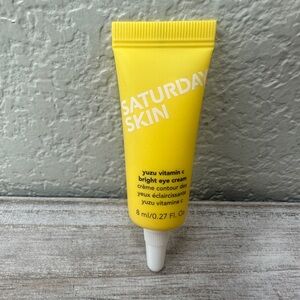 SATURDAY
SKIN
yuzu vitamin c
bright eye cream
crème contour des
yeux éclaircissante
yuzu vitamine c
8 ml/0.27 Fl. Oz